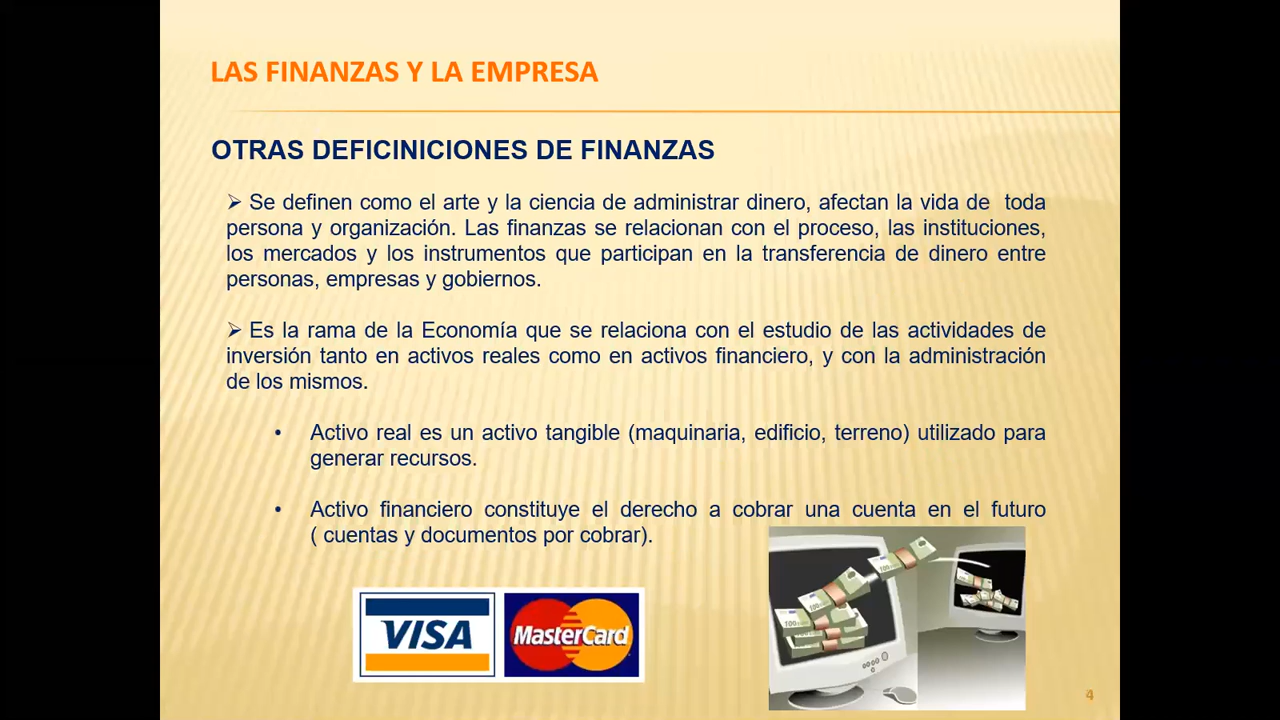 LAS FINANZAS Y LA EMPRESA
OTRAS DEFICINICIONES DE FINANZAS
➢ Se definen como el arte y la ciencia de administrar dinero, afectan la vida de toda
persona y organización. Las finanzas se relacionan con el proceso, las instituciones,
los mercados y los instrumentos que participan en la transferencia de dinero entre
personas, empresas y gobiernos.
➢ Es la rama de la Economía que se relaciona con el estudio de las actividades de
inversión tanto en activos reales como en activos financiero, y con la administración
de los mismos.
• Activo real es un activo tangible (maquinaria, edificio, terreno) utilizado para
generar recursos.
• Activo financiero constituye el derecho a cobrar una cuenta en el futuro
( cuentas y documentos por cobrar).
VISA
MasterCard
100
100
4